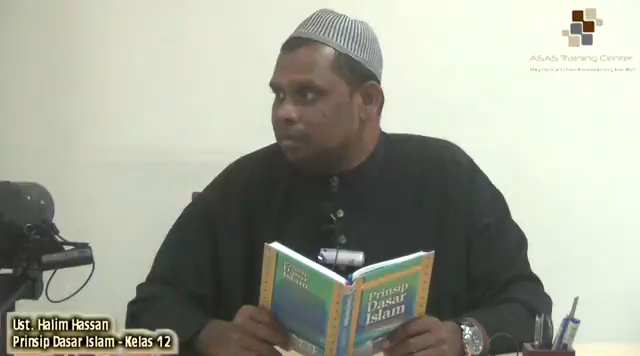 ASAS Training Center
Prinsip
Dasar
Islam
Prinsip
Dasar
Islam
Ust. Halim Hassan
Prinsip Dasar Islam - Kelas 12